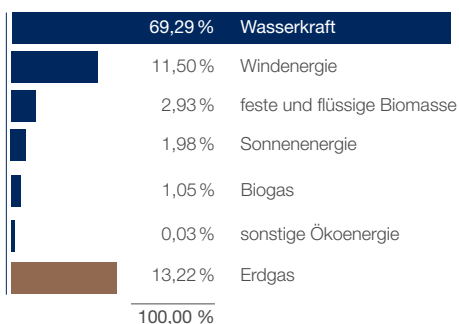 69,29 % Wasserkraft
11,50 % Windenergie
2,93 % feste und flüssige Biomasse
1,98 % Sonnenenergie
1,05 % Biogas
0,03 % sonstige Ökoenergie
13,22 % Erdgas
100,00 %